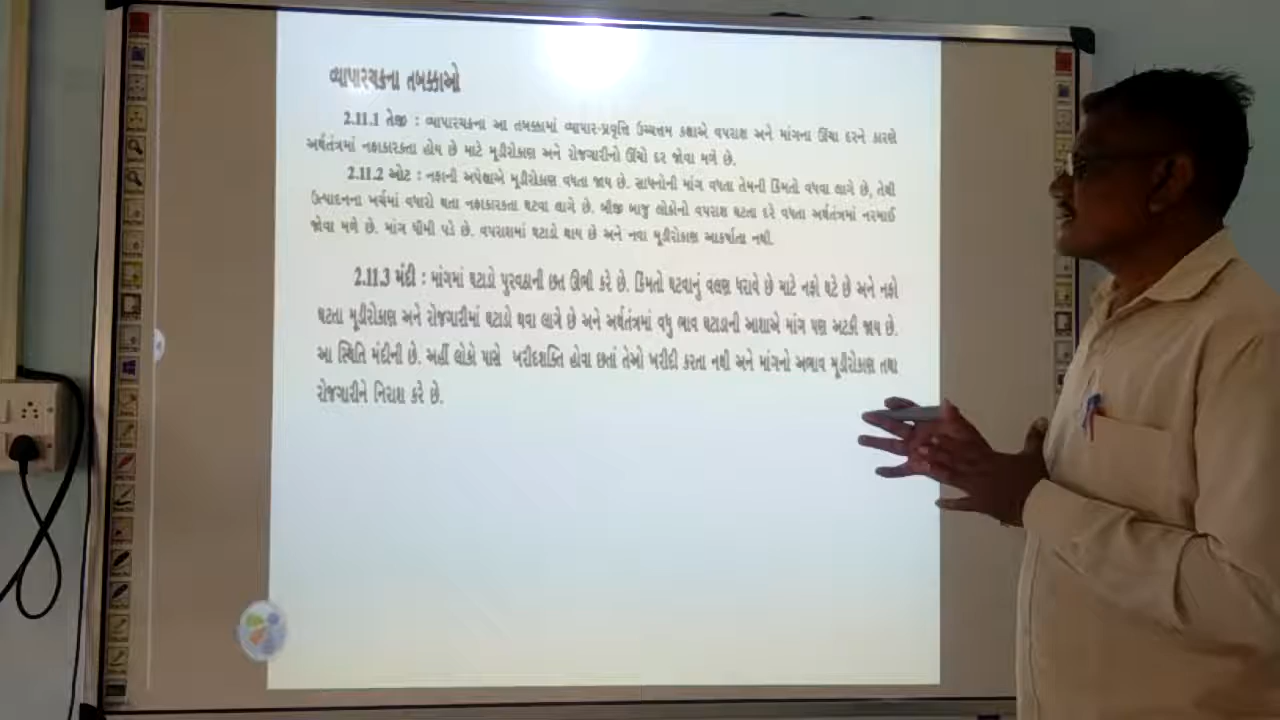 વ્યાપારચક્રના તબક્કાઓ
2.11.1 તેજી : વ્યાપારચક્રના આ તબક્કામાં વ્યાપાર-પ્રવૃત્તિ ઉચ્ચત્તમ કક્ષાએ વપરાશ અને માંગના ઊંચા દરને કારણે
અર્થતંત્રમાં નફાકારકતા હોય છે માટે મૂડીરોકાણ અને રોજગારીનો ઊંચો દર જોવા મળે છે.
2.11.2 ઓટ : નફાની અપેક્ષાએ મૂડીરોકાણ વધતા જાય છે. સાધનોની માંગ વધતા તેમની કિંમતો વધવા લાગે છે, તેથી
ઉત્પાદનના ખર્ચમાં વધારો થતા નફાકારકતા ઘટવા લાગે છે. બીજી બાજુ લોકોનો વપરાશ ઘટતા દરે વધતા અર્થતંત્રમાં નરમાઈ
જોવા મળે છે. માંગ ધીમી પડે છે. વપરાશમાં ઘટાડો થાય છે અને નવા મૂડીરોકાણ આકર્ષાતા નથી.
2.11.3 મંદી : માંગમાં ઘટાડો પુરવઠાની છત ઊભી કરે છે. કિંમતો ઘટવાનું વલણ ધરાવે છે માટે નફો ઘટે છે અને નફો
ઘટતા મૂડીરોકાણ અને રોજગારીમાં ઘટાડો થવા લાગે છે અને અર્થતંત્રમાં વધુ ભાવ ઘટાડાની આશાએ માંગ પણ અટકી જાય છે.
આ સ્થિતિ મંદીની છે. અહીં લોકો પાસે ખરીદશક્તિ હોવા છતાં તેઓ ખરીદી કરતા નથી અને માંગનો અભાવ મૂડીરોકાણ તથા
રોજગારીને નિરાશ કરે છે.